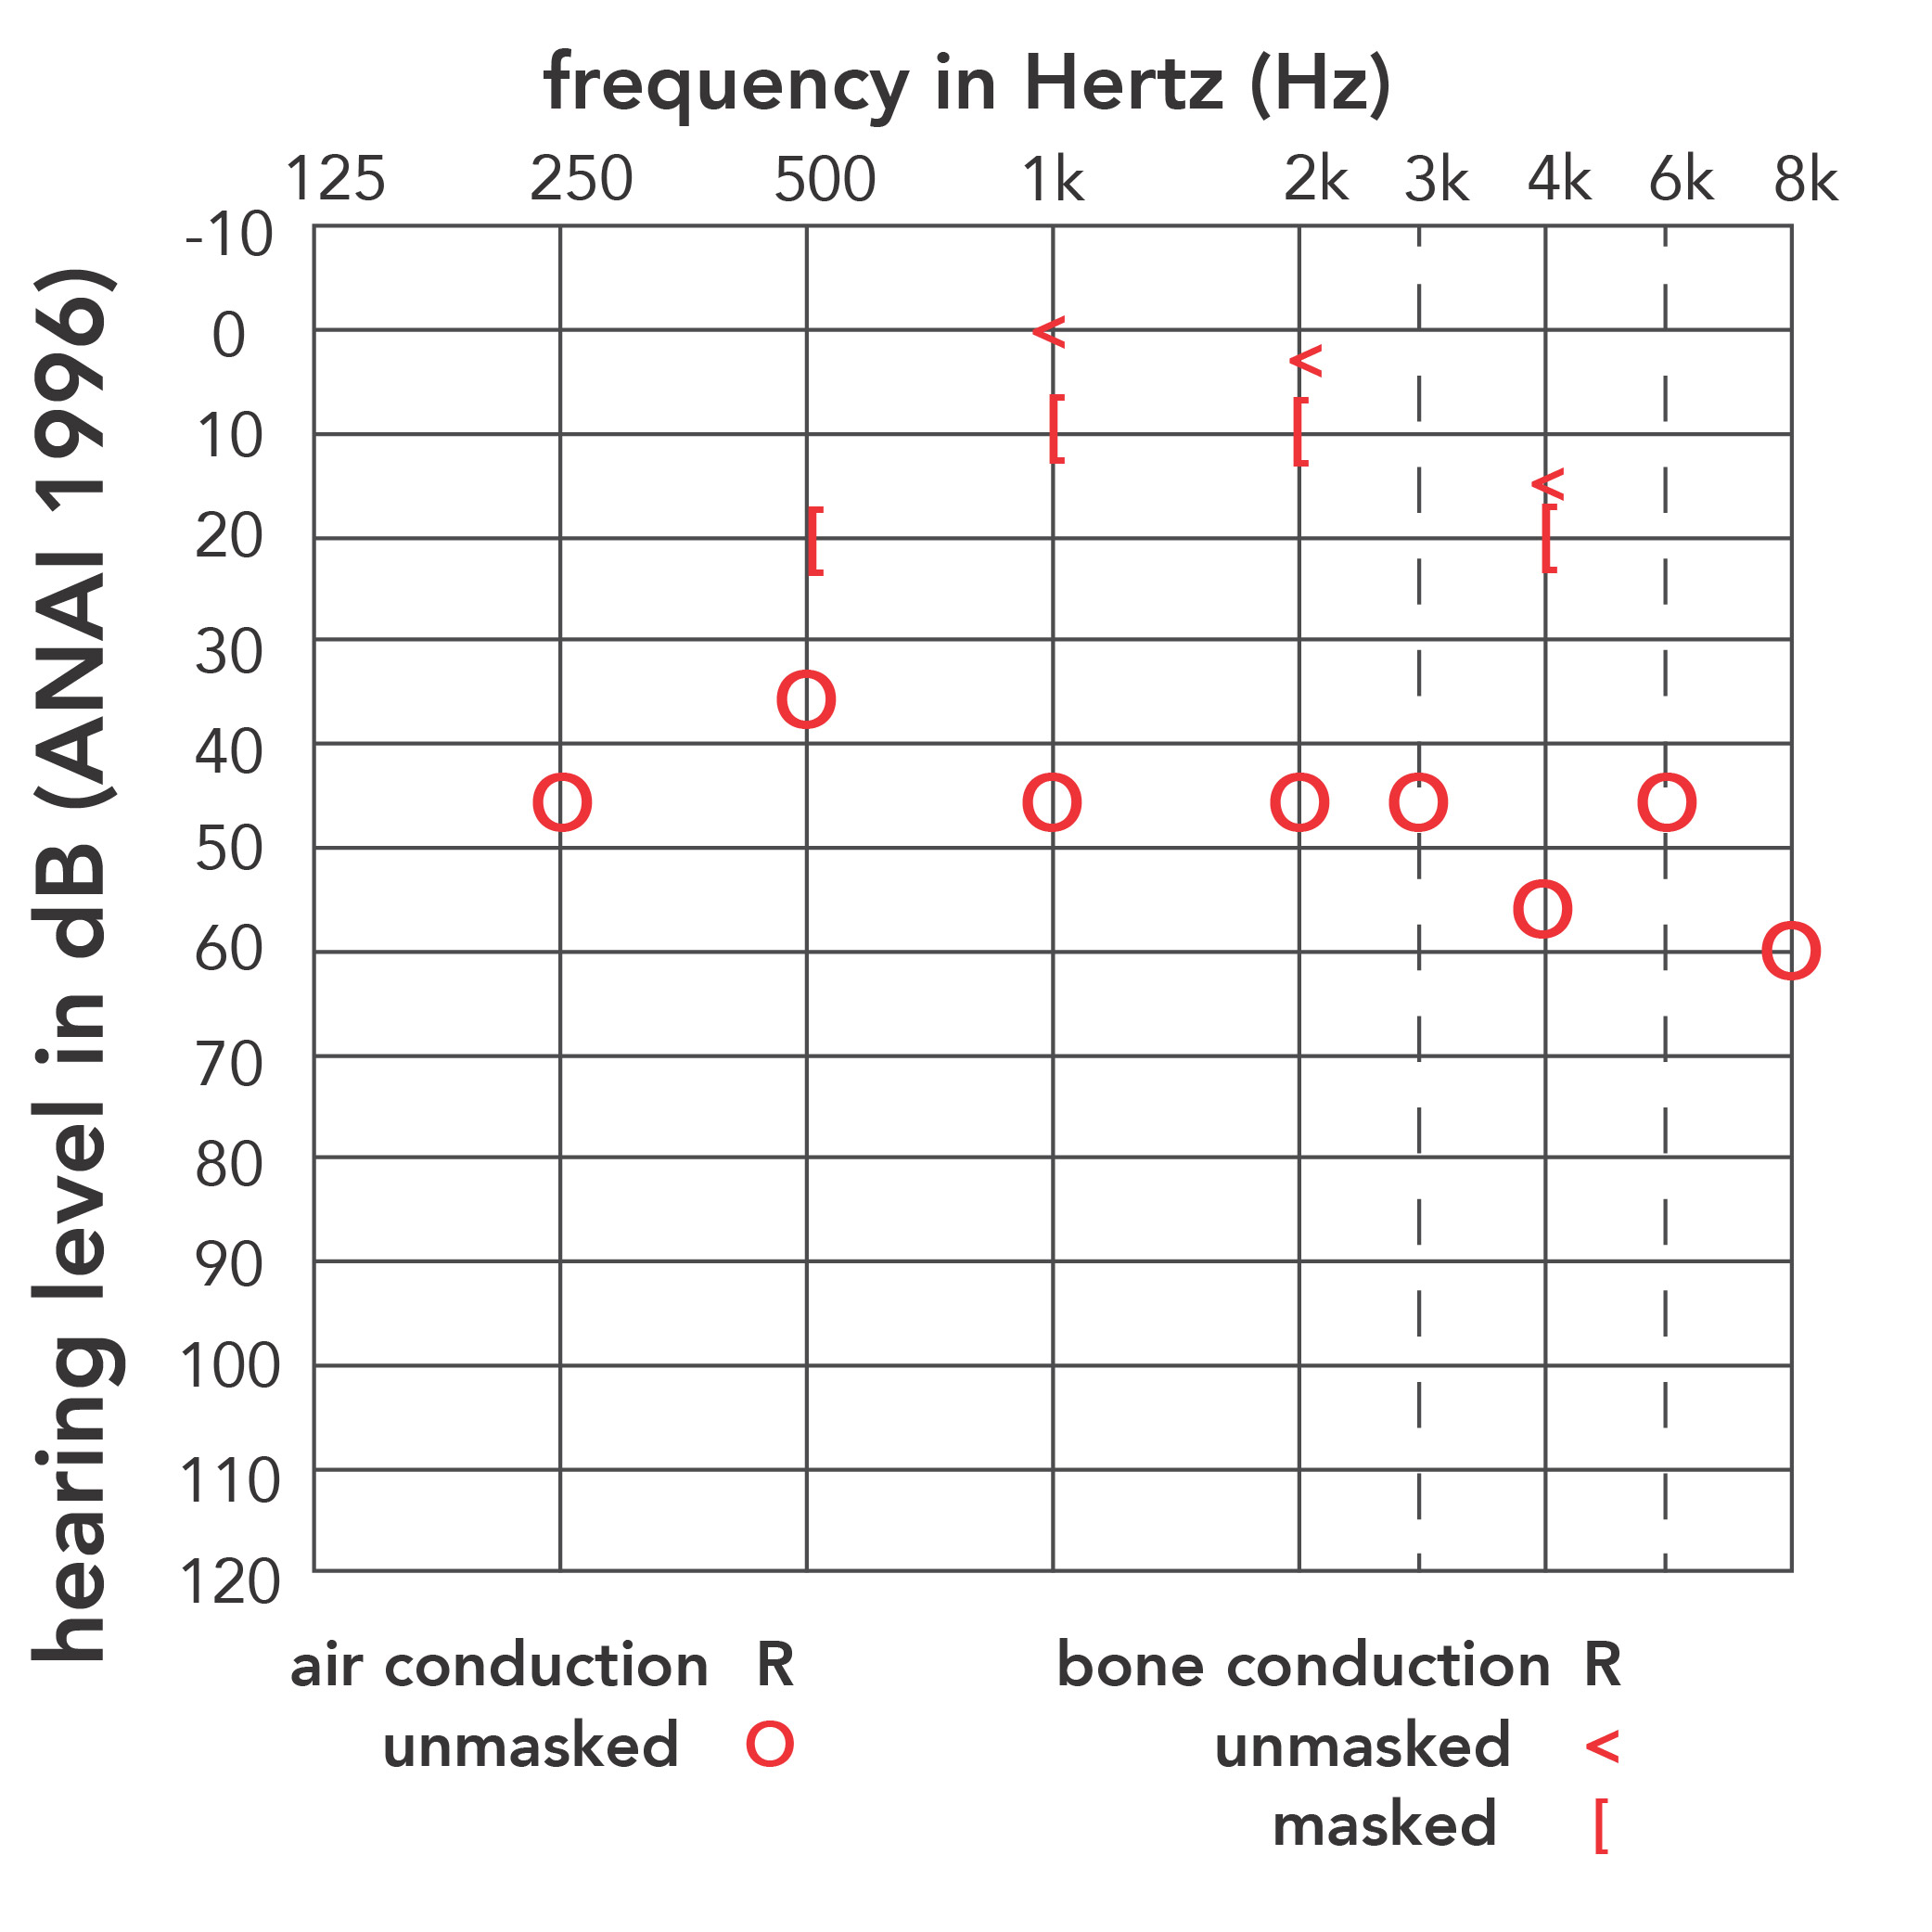 frequency in Hertz (Hz)
125 250 500 1k 2k 3k 4k 6k 8k
hearing level in dB (ANAI 1996)
-10
0
10
20
30
40
50
60
70
80
90
100
110
120
air conduction R
unmasked O
bone conduction R
unmasked <
masked [